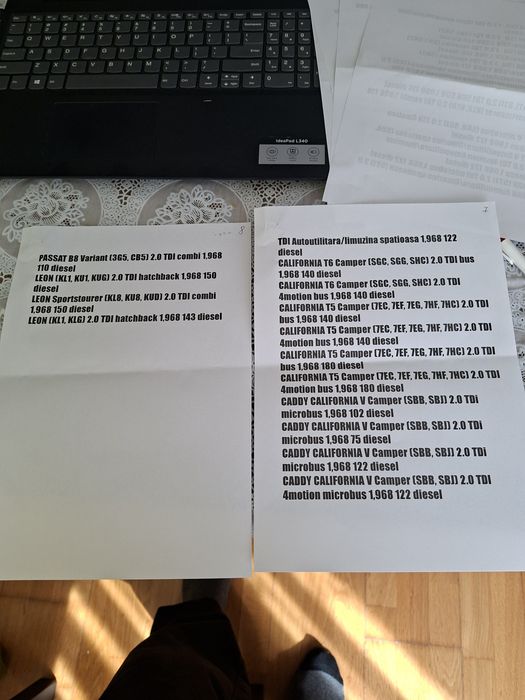 IdeaPad L340
8
PASSAT B8 Variant (3G5, CB5) 2.0 TDI combi 1,968
110 diesel
LEON (KL1, KU1, KUG) 2.0 TDI hatchback 1,968 150
diesel
LEON Sportstourer (KL8, KU8, KUD) 2.0 TDI combi
1,968 150 diesel
LEON (KL1, KLG) 2.0 TDI hatchback 1,968 143 diesel
7
TDI Autoutilitara/limuzina spatioasa 1,968 122
diesel
CALIFORNIA T6 Camper (SGC, SGG, SHC) 2.0 TDI bus
1,968 140 diesel
CALIFORNIA T6 Camper (SGC, SGG, SHC) 2.0 TDI
4motion bus 1,968 140 diesel
CALIFORNIA T5 Camper (7EC, 7EF, 7EG, 7HF, 7HC) 2.0 TDI
bus 1,968 140 diesel
CALIFORNIA T5 Camper (7EC, 7EF, 7EG, 7HF, 7HC) 2.0 TDI
4motion bus 1,968 140 diesel
CALIFORNIA T5 Camper (7EC, 7EF, 7EG, 7HF, 7HC) 2.0 TDI
bus 1,968 180 diesel
CALIFORNIA T5 Camper (7EC, 7EF, 7EG, 7HF, 7HC) 2.0 TDI
4motion bus 1,968 180 diesel
CADDY CALIFORNIA V Camper (SBB, SBJ) 2.0 TDi
microbus 1,968 102 diesel
CADDY CALIFORNIA V Camper (SBB, SBJ) 2.0 TDi
microbus 1,968 75 diesel
CADDY CALIFORNIA V Camper (SBB, SBJ) 2.0 TDi
microbus 1,968 122 diesel
CADDY CALIFORNIA V Camper (SBB, SBJ) 2.0 TDI
4motion microbus 1,968 122 diesel